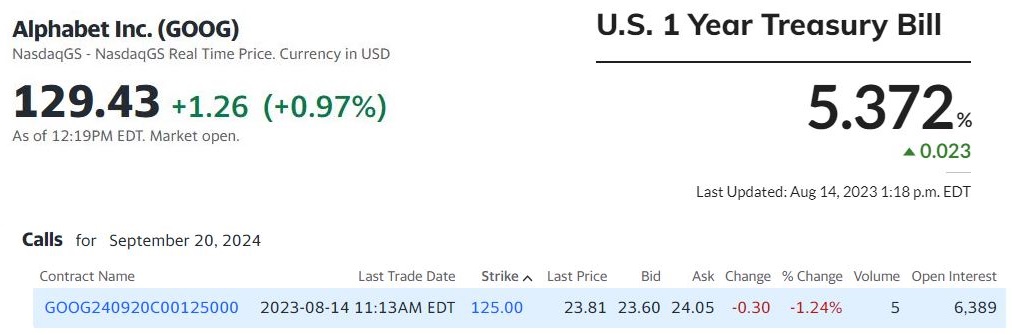 Alphabet Inc. (GOOG)
NasdaqGS - NasdaqGS Real Time Price. Currency in USD
129.43 +1.26 (+0.97%)
As of 12:19PM EDT. Market open.
U.S. 1 Year Treasury Bill
5.372%
▲ 0.023
Last Updated: Aug 14, 2023 1:18 p.m. EDT
Calls for September 20, 2024
Contract Name Last Trade Date Strike Last Price Bid Ask Change % Change Volume Open Interest
GOOG240920C00125000 2023-08-14 11:13AM EDT 125.00 23.81 23.60 24.05 -0.30 -1.24% 5 6,389